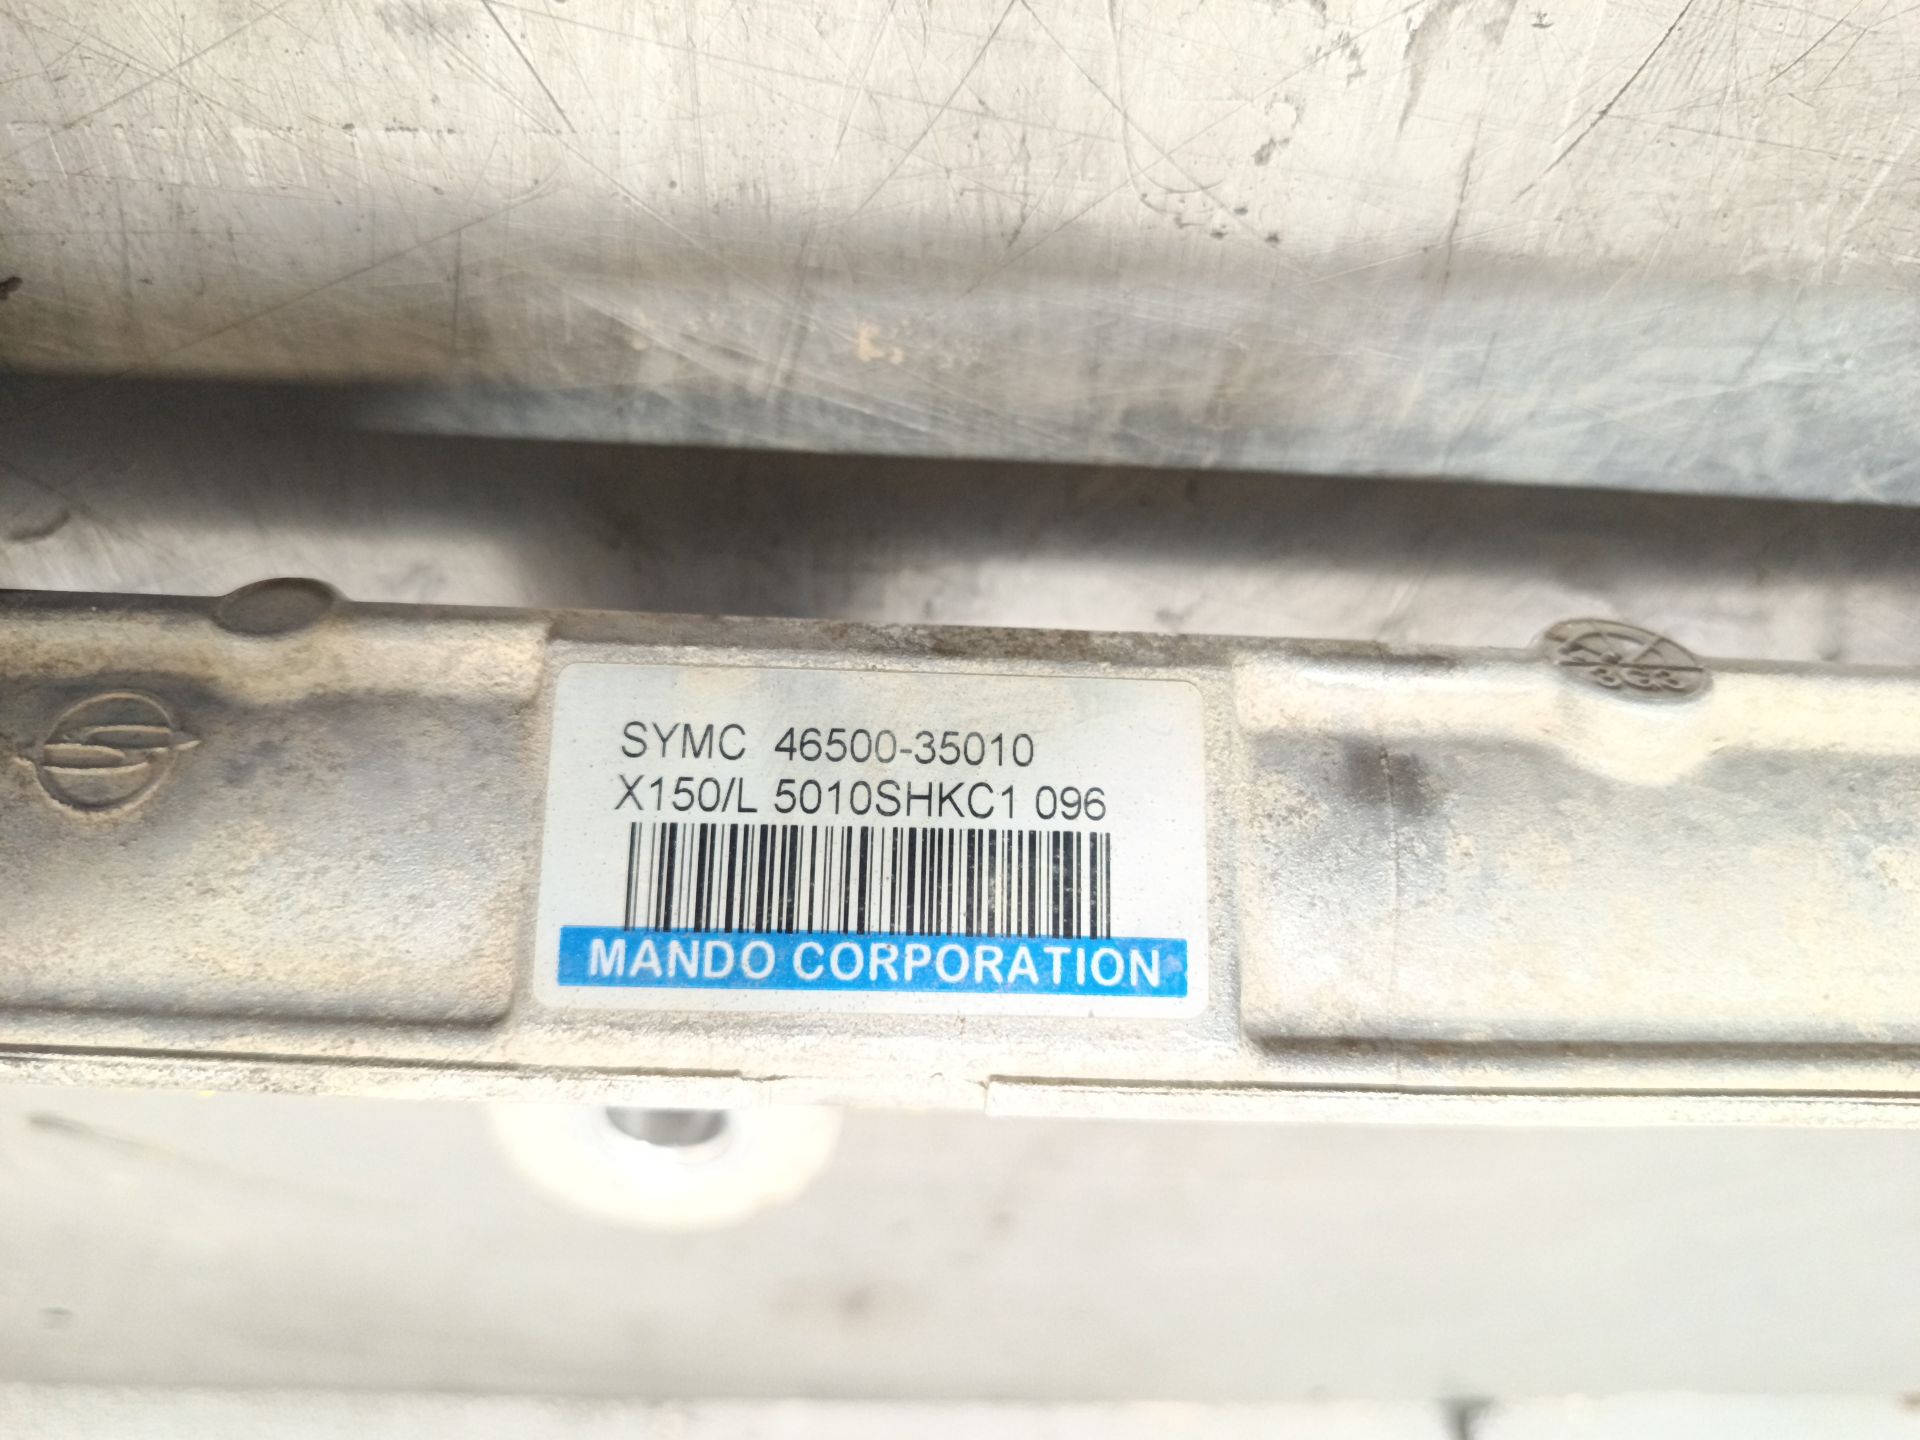 SYMC 46500-35010
X150/L 5010SHKC1 096
MANDO CORPORATION